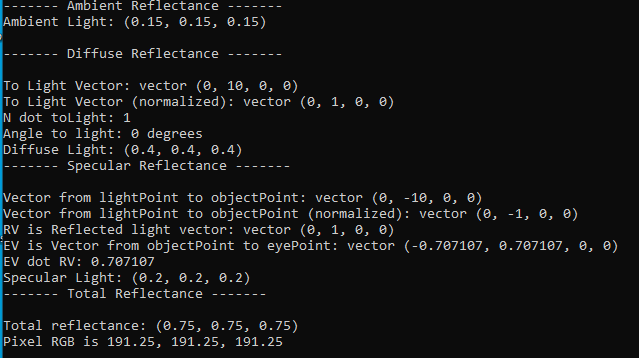 ------- Ambient Reflectance -------
Ambient Light: (0.15, 0.15, 0.15)
------- Diffuse Reflectance -------
To Light Vector: vector (0, 10, 0, 0)
To Light Vector (normalized): vector (0, 1, 0, 0)
N dot toLight: 1
Angle to light: 0 degrees
Diffuse Light: (0.4, 0.4, 0.4)
------- Specular Reflectance -------
Vector from lightPoint to objectPoint: vector (0, -10, 0, 0)
Vector from lightPoint to objectPoint (normalized): vector (0, -1, 0, 0)
RV is Reflected light vector: vector (0, 1, 0, 0)
EV is Vector from objectPoint to eyePoint: vector (-0.707107, 0.707107, 0, 0)
EV dot RV: 0.707107
Specular Light: (0.2, 0.2, 0.2)
------- Total Reflectance -------
Total reflectance: (0.75, 0.75, 0.75)
Pixel RGB is 191.25, 191.25, 191.25